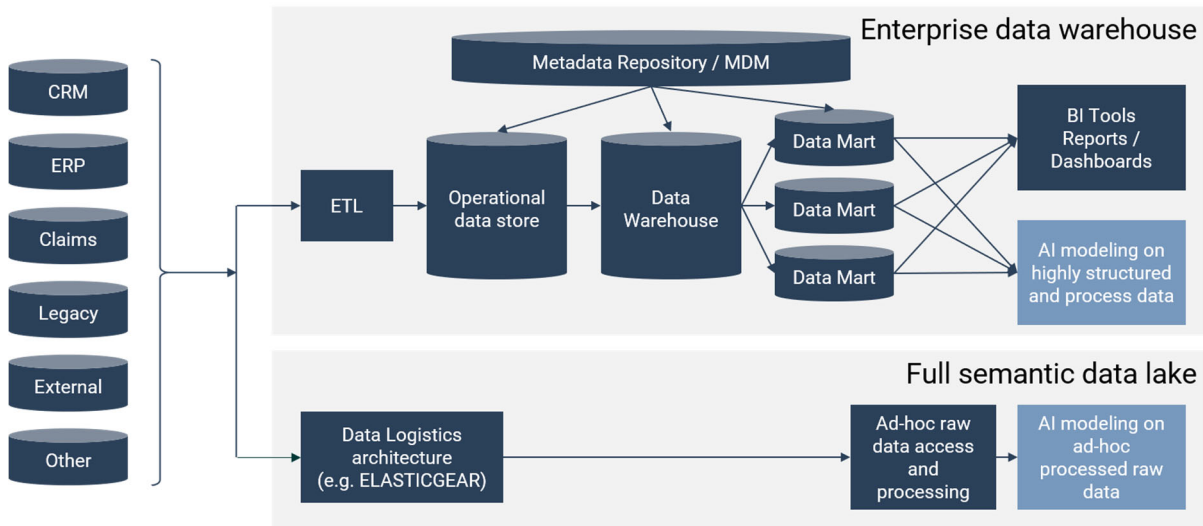 Enterprise data warehouse
Metadata Repository / MDM
CRM
ERP
Claims
Legacy
External
Other
ETL
Operational
data store
Data
Warehouse
Data Mart
Data Mart
Data Mart
BI Tools
Reports /
Dashboards
AI modeling on
highly structured
and process data
Full semantic data lake
Data Logistics
architecture
(e.g. ELASTICGEAR)
Ad-hoc raw
data access
and
processing
AI modeling on
ad-hoc
processed raw
data